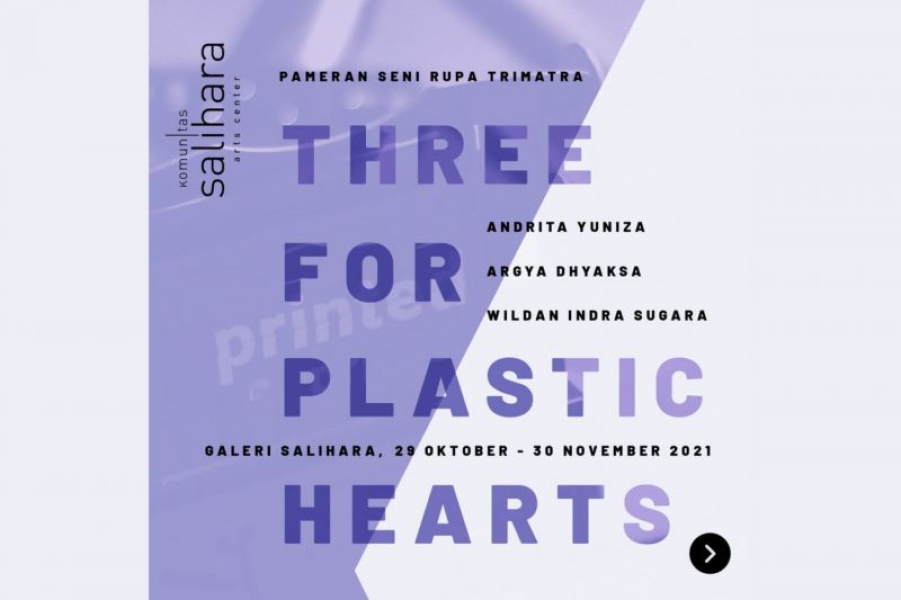 komunitas
salihara
arts center
PAMERAN SENI RUPA TRIMATRA
THREE
FOR
ANDRITA YUNIZA
ARGYA DHYAKSA
WILDAN INDRA SUGARA
printed
PLASTIC
GALERI SALIHARA, 29 OKTOBER - 30 NOVEMBER 2021
HEARTS